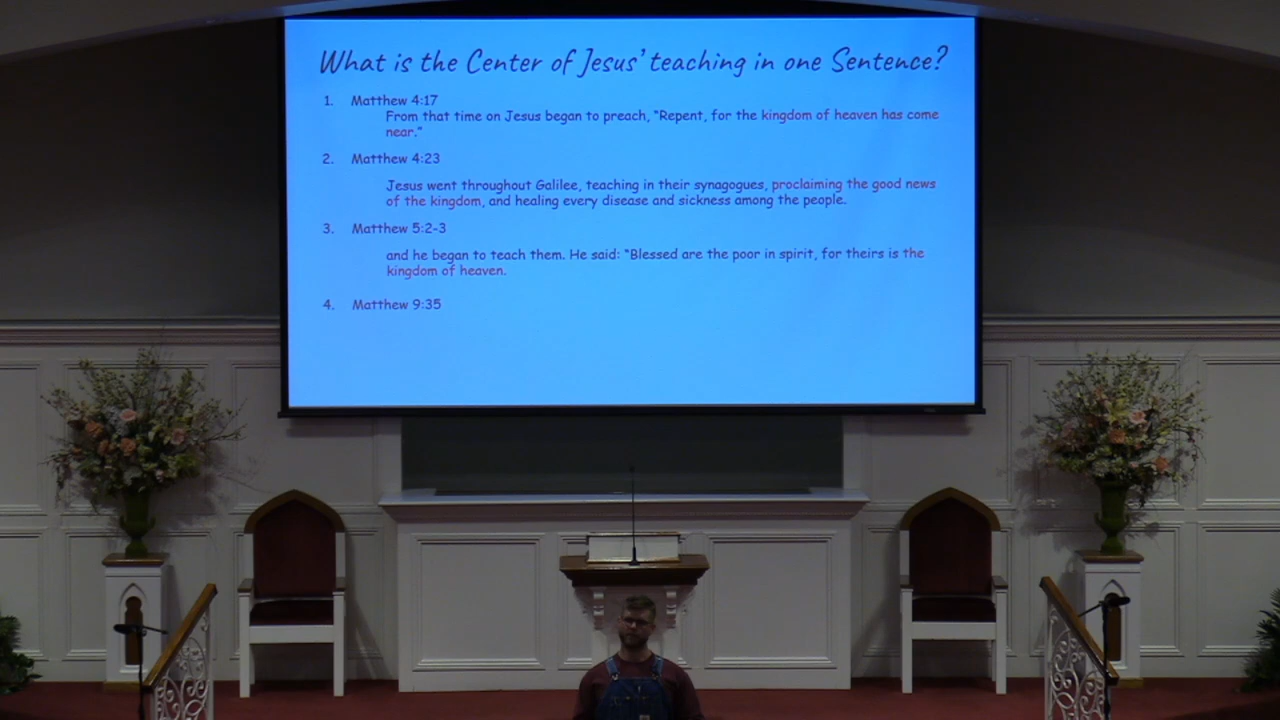 What is the Center of Jesus' teaching in one Sentence?
1. Matthew 4:17
From that time on Jesus began to preach, “Repent, for the kingdom of heaven has come
near.”
2. Matthew 4:23
Jesus went throughout Galilee, teaching in their synagogues, proclaiming the good news
of the kingdom, and healing every disease and sickness among the people.
3. Matthew 5:2-3
and he began to teach them. He said: “Blessed are the poor in spirit, for theirs is the
kingdom of heaven.
4. Matthew 9:35